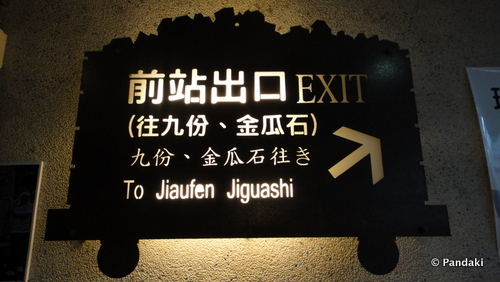 前站出口 EXIT
(往九份、金瓜石)
九份、金瓜石往き
To Jiaufen Jiguashi
© Pandaki